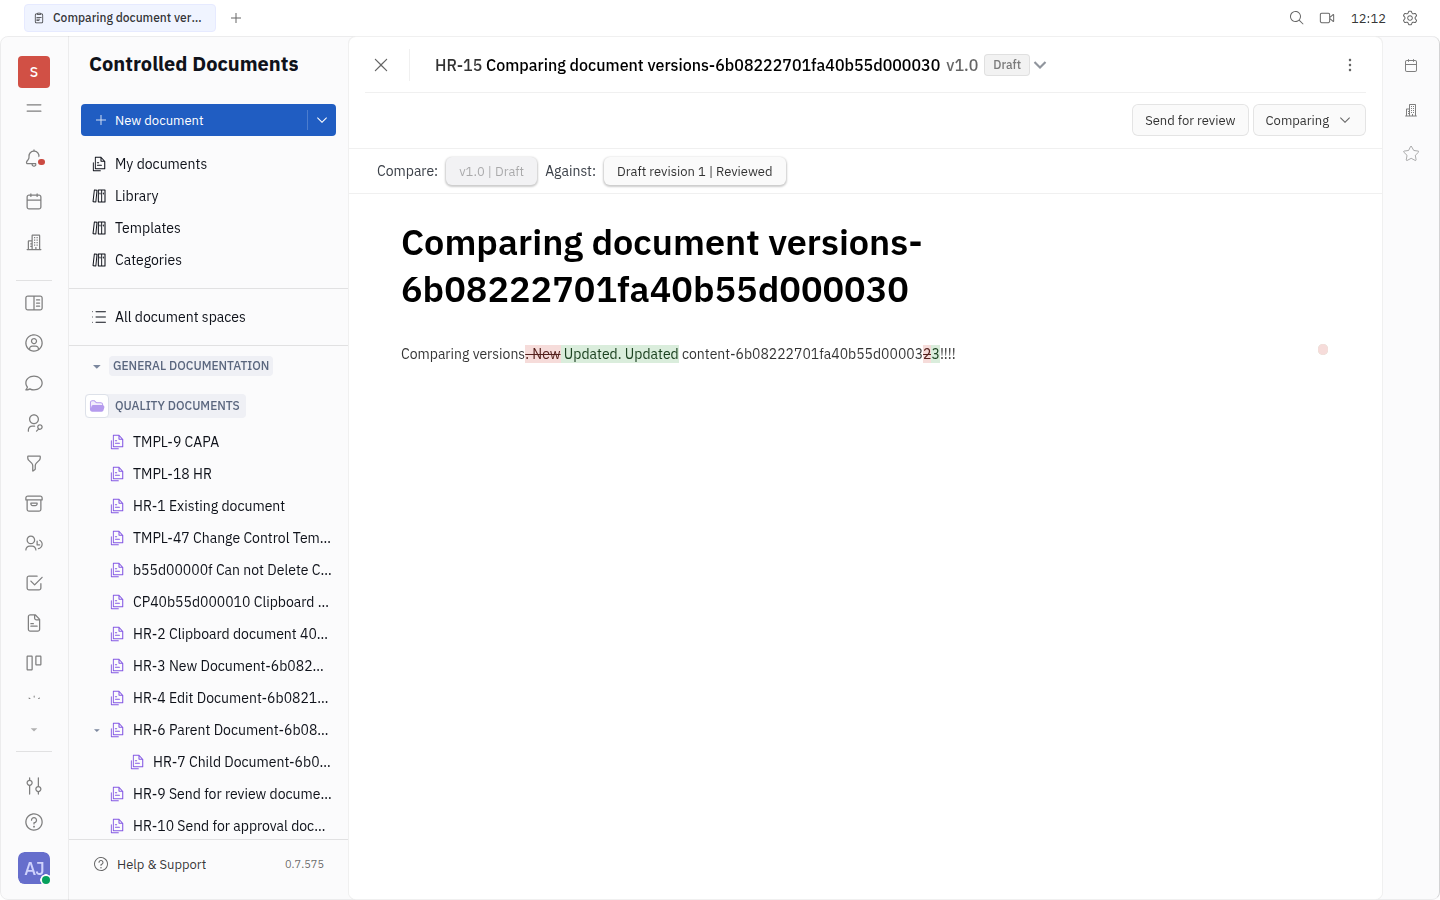 Comparing document ver...
12:12
S
Controlled Documents
New document
My documents
Library
Templates
Categories
All document spaces
GENERAL DOCUMENTATION
QUALITY DOCUMENTS
TMPL-9 CAPA
TMPL-18 HR
HR-1 Existing document
TMPL-47 Change Control Tem...
b55d00000f Can not Delete C...
CP40b55d000010 Clipboard ...
HR-2 Clipboard document 40...
HR-3 New Document-6b082...
HR-4 Edit Document-6b0821...
HR-6 Parent Document-6b08...
HR-7 Child Document-6b0...
HR-9 Send for review docume...
HR-10 Send for approval doc...
Help & Support 0.7.575
AJ
HR-15 Comparing document versions-6b08222701fa40b55d000030 v1.0 Draft
Send for review Comparing
Compare: v1.0 | Draft Against: Draft revision 1 | Reviewed
Comparing document versions-
6b08222701fa40b55d000030
Comparing versions. New Updated. Updated content-6b08222701fa40b55d0000323!!!!